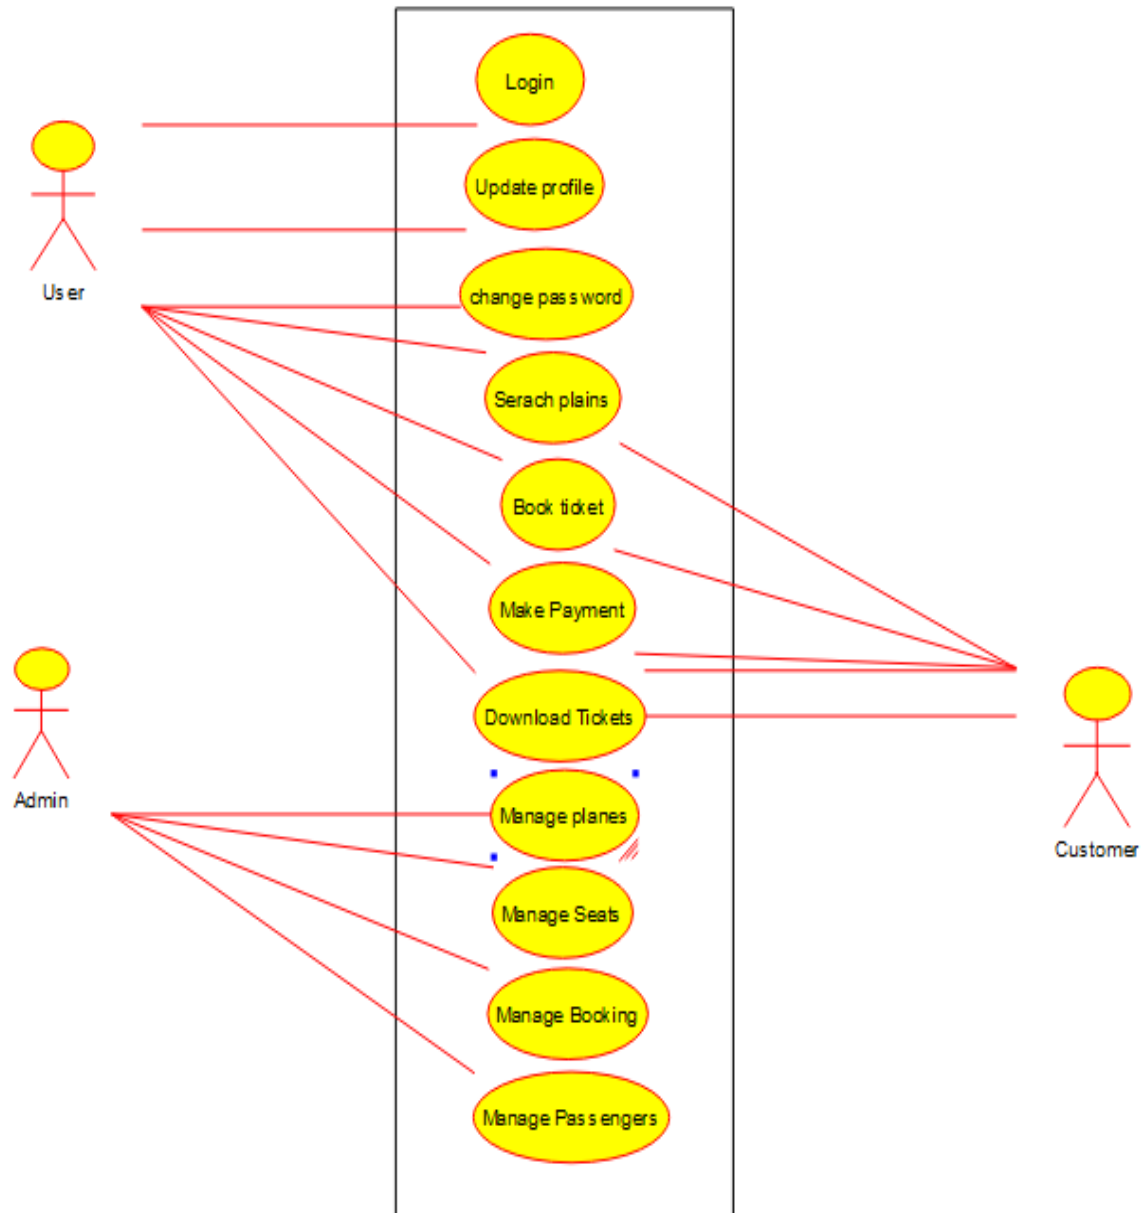 Login
Update profile
User
change password
Serach plains
Book ticket
Make Payment
Download Tickets
Admin
Manage planes
Customer
Manage Seats
Manage Booking
Manage Passengers